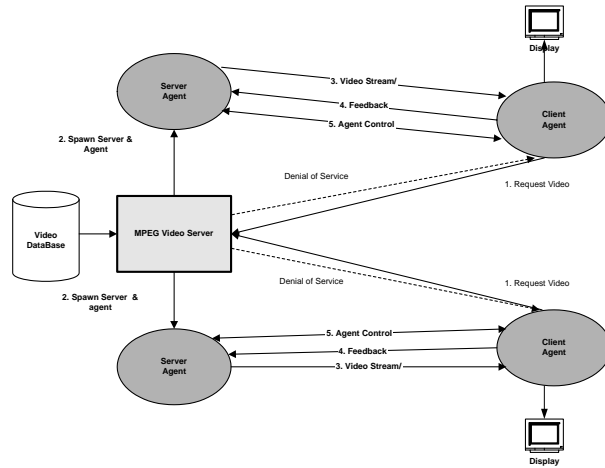 Display
3. Video Stream/
Server
Agent
4. Feedback
Client
Agent
5. Agent Control
2. Spawn Server &
Agent
Denial of Service
1. Request Video
Video
DataBase
MPEG Video Server
1. Request Video
Denial of Service
2. Spawn Server &
agent
5. Agent Control
Client
Agent
4. Feedback
Server
Agent
3. Video Stream/
Display